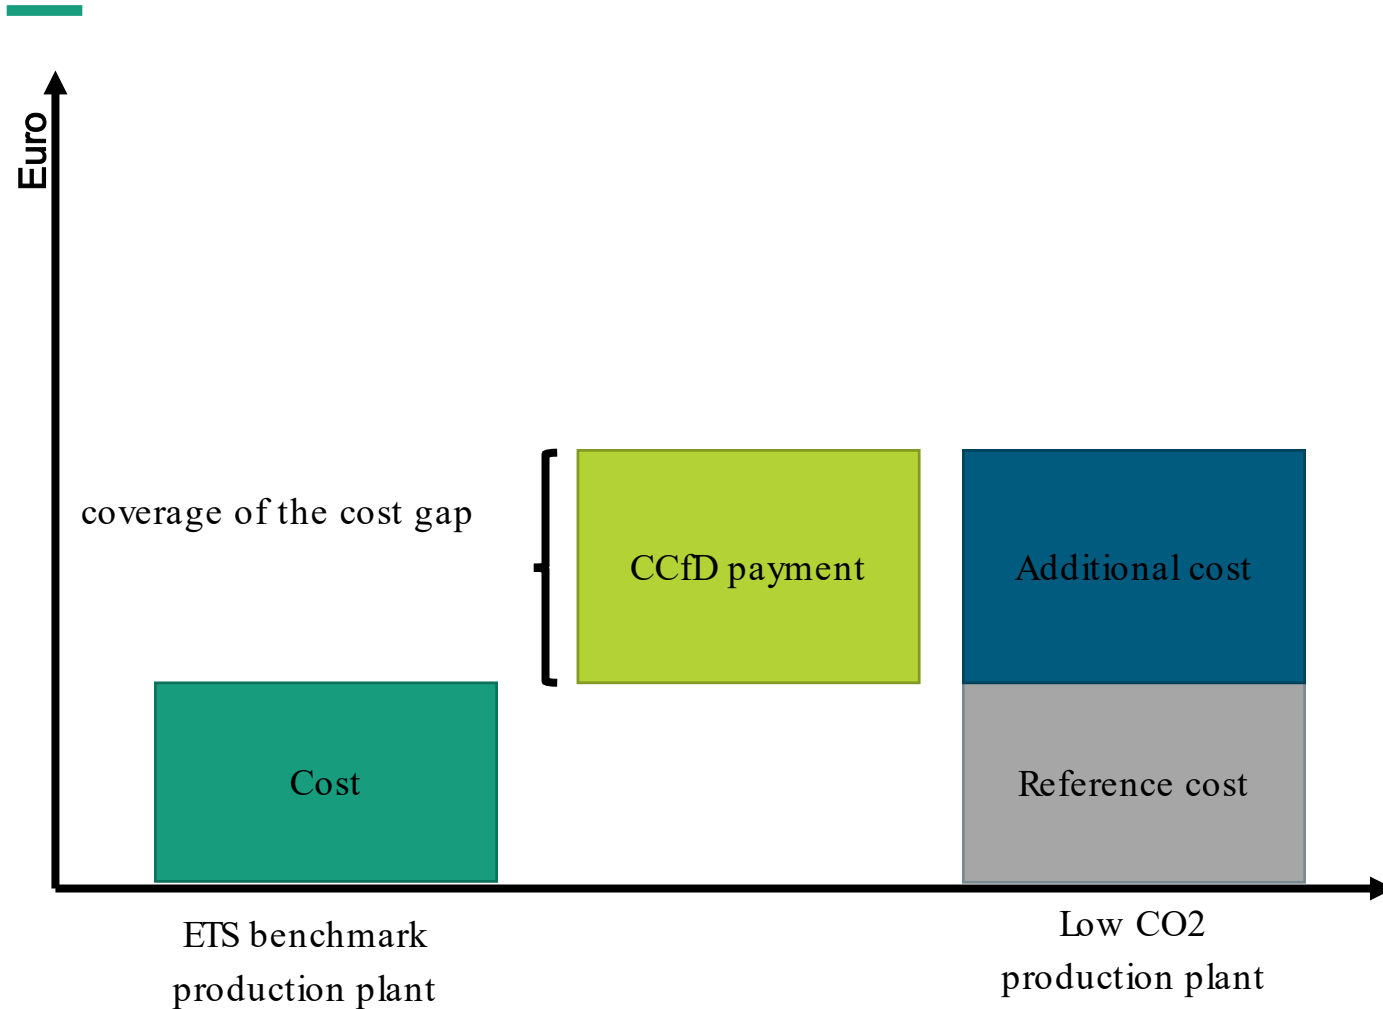 Euro
coverage of the cost gap
CCfD payment
Additional cost
Cost
Reference cost
ETS benchmark
production plant
Low CO2
production plant